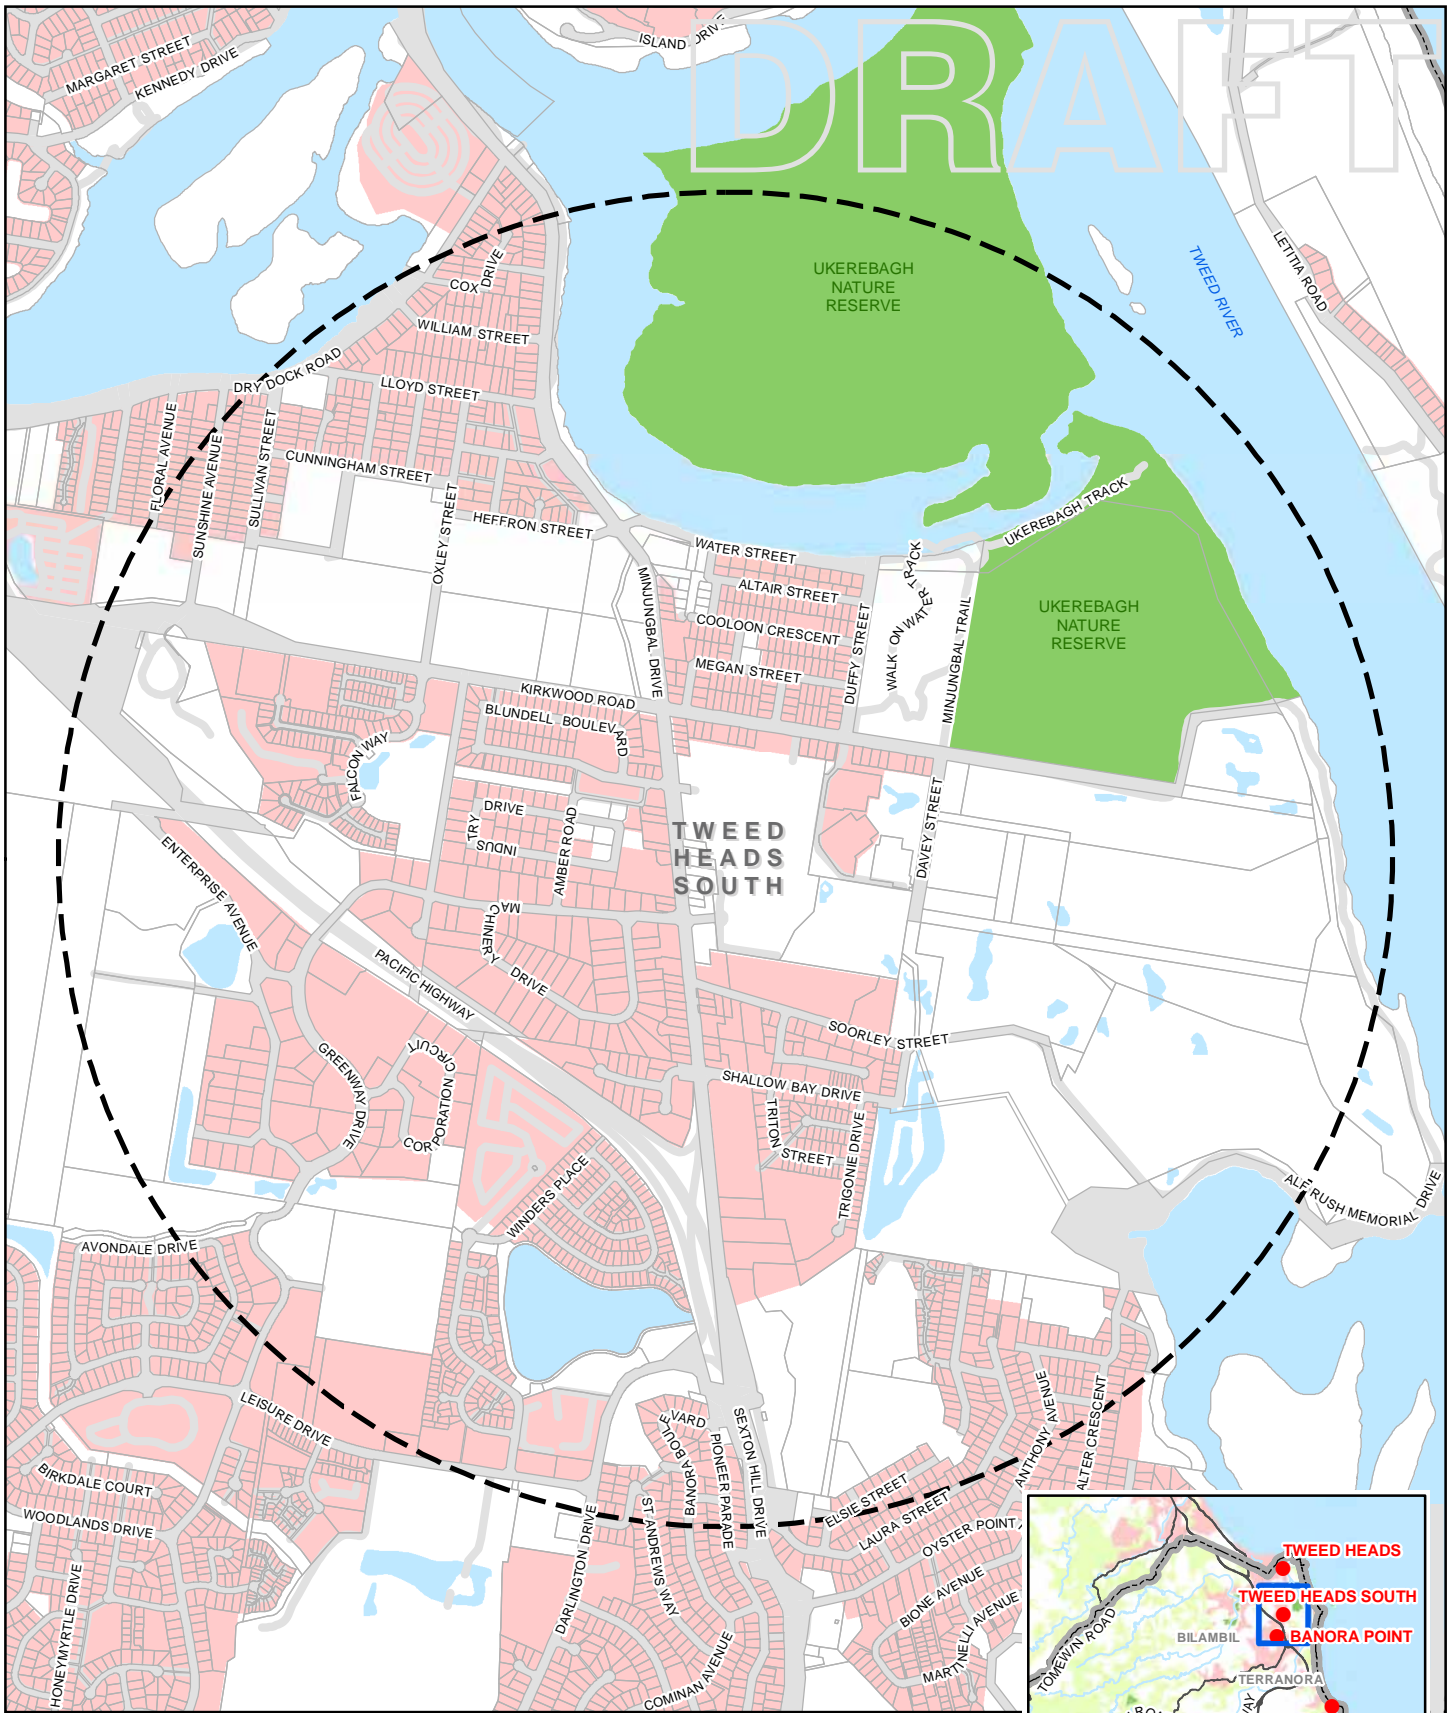 DRAFT
ISLAND DRIVE
MARGARET STREET
KENNEDY DRIVE
LETITIA ROAD
TWEED RIVER
UKEREBAGH
NATURE
RESERVE
COX DRIVE
WILLIAM STREET
DRY DOCK ROAD
LLOYD STREET
FLORAL AVENUE
SUNSHINE AVENUE
SULLIVAN STREET
CUNNINGHAM STREET
OXLEY STREET
HEFFRON STREET
UKEREBAGH TRACK
WATER STREET
ALTAIR STREET
COOLOON CRESCENT
MEGAN STREET
MINJUNGBAL DRIVE
DUFFY STREET
WALK ON WATER TRACK
MINJUNGBAL TRAIL
UKEREBAGH
NATURE
RESERVE
KIRKWOOD ROAD
BLUNDELL BOULEVARD
FALCON WAY
INDUSTRY DRIVE
AMBER ROAD
TWEED
HEADS
SOUTH
DAVEY STREET
ENTERPRISE AVENUE
MACHINERY DRIVE
PACIFIC HIGHWAY
SOORLEY STREET
GREENWAY DRIVE
CORPORATION CIRCUIT
SHALLOW BAY DRIVE
TRITON STREET
TRIGONIE DRIVE
WINDERS PLACE
ALF RUSH MEMORIAL DRIVE
AVONDALE DRIVE
LEISURE DRIVE
BANORA BOULEVARD
PIONEER PARADE
SEXTON HILL DRIVE
ANTHONY AVENUE
ALTER CRESCENT
BIRKDALE COURT
WOODLANDS DRIVE
HONEYMYRTLE DRIVE
DARLINGTON DRIVE
ST ANDREWS WAY
ELSIE STREET
LAURA STREET
OYSTER POINT
BIONE AVENUE
MARTINELLI AVENUE
COMINAN AVENUE
TWEED HEADS
TWEED HEADS SOUTH
BANORA POINT
BILAMBIL
TERRANORA
TOMEWIN ROAD